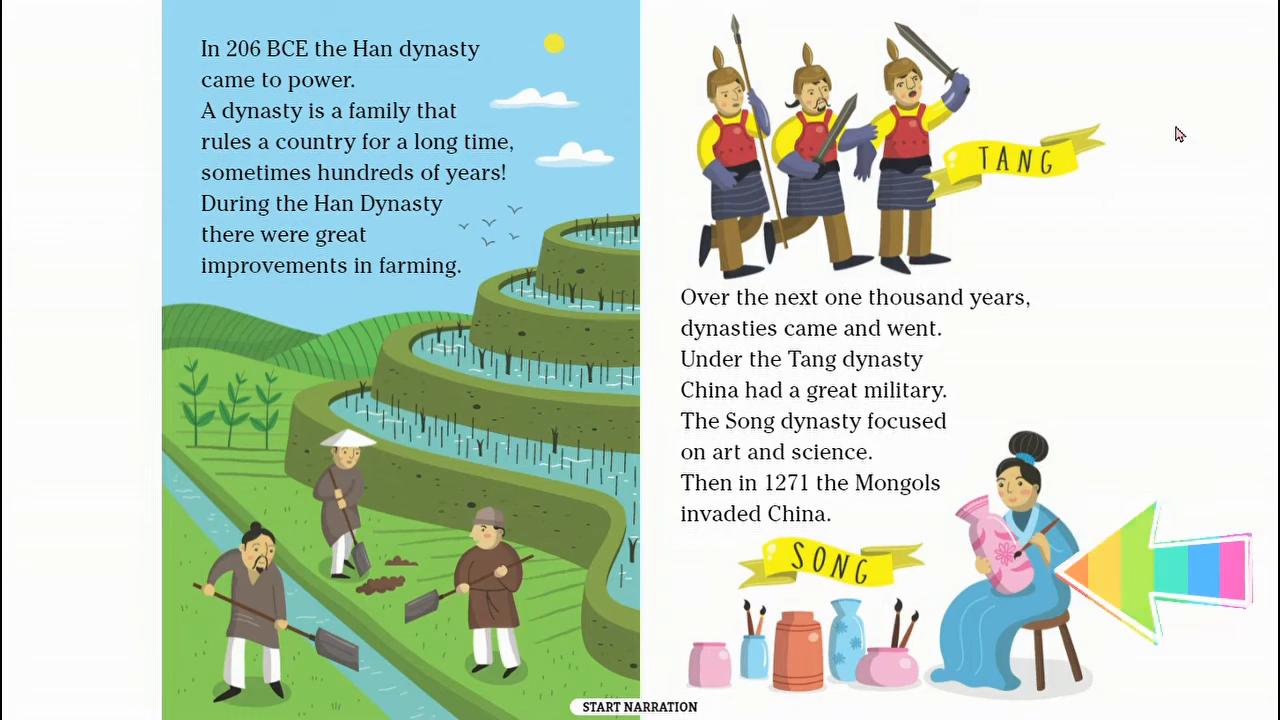 In 206 BCE the Han dynasty
came to power.
A dynasty is a family that
rules a country for a long time,
sometimes hundreds of years!
During the Han Dynasty
there were great
improvements in farming.
TANG
Over the next one thousand years,
dynasties came and went.
Under the Tang dynasty
China had a great military.
The Song dynasty focused
on art and science.
Then in 1271 the Mongols
invaded China.
SONG
START NARRATION